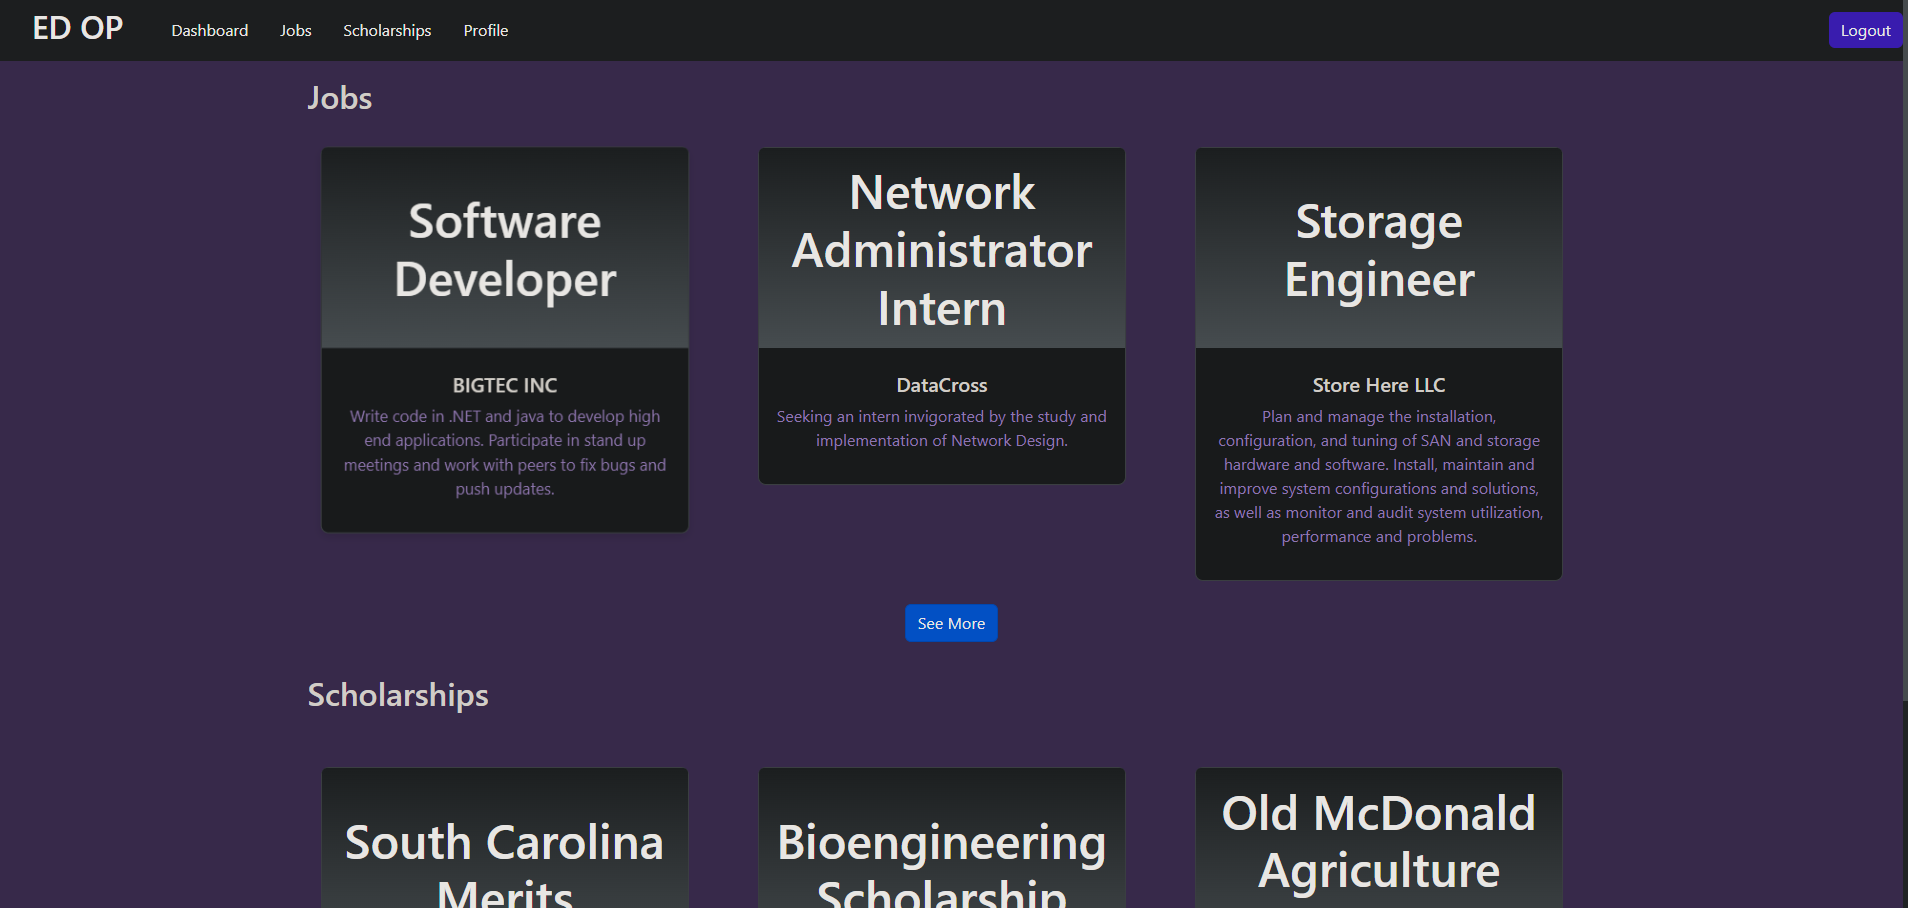 ED OP
Dashboard
Jobs
Scholarships
Profile
Logout
Jobs
Software
Developer
BIGTEC INC
Write code in .NET and java to develop high
end applications. Participate in stand up
meetings and work with peers to fix bugs and
push updates.
Network
Administrator
Intern
DataCross
Seeking an intern invigorated by the study and
implementation of Network Design.
Storage
Engineer
Store Here LLC
Plan and manage the installation,
configuration, and tuning of SAN and storage
hardware and software. Install, maintain and
improve system configurations and solutions,
as well as monitor and audit system utilization,
performance and problems.
See More
Scholarships
South Carolina
Merits
Bioengineering
Scholarship
Old McDonald
Agriculture